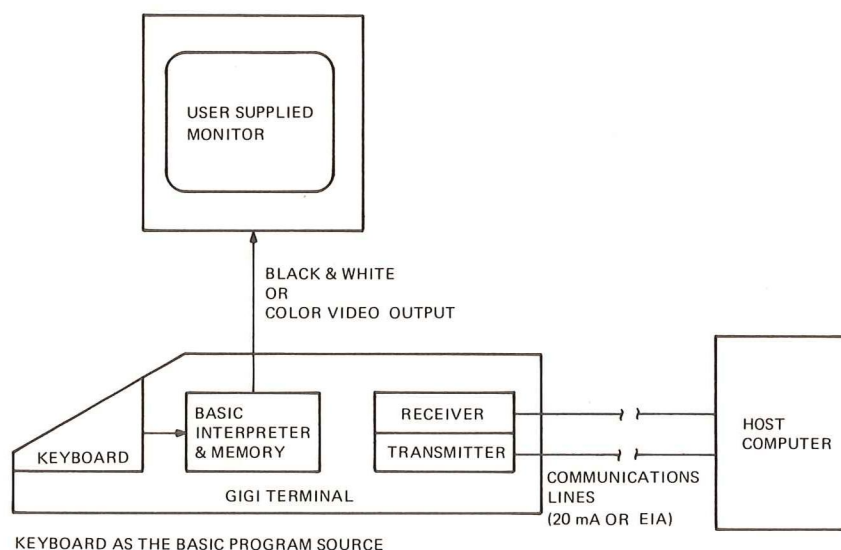 USER SUPPLIED
MONITOR
BLACK & WHITE
OR
COLOR VIDEO OUTPUT
KEYBOARD
BASIC
INTERPRETER
& MEMORY
RECEIVER
TRANSMITTER
GIGI TERMINAL
HOST
COMPUTER
COMMUNICATIONS
LINES
(20 mA OR EIA)
KEYBOARD AS THE BASIC PROGRAM SOURCE